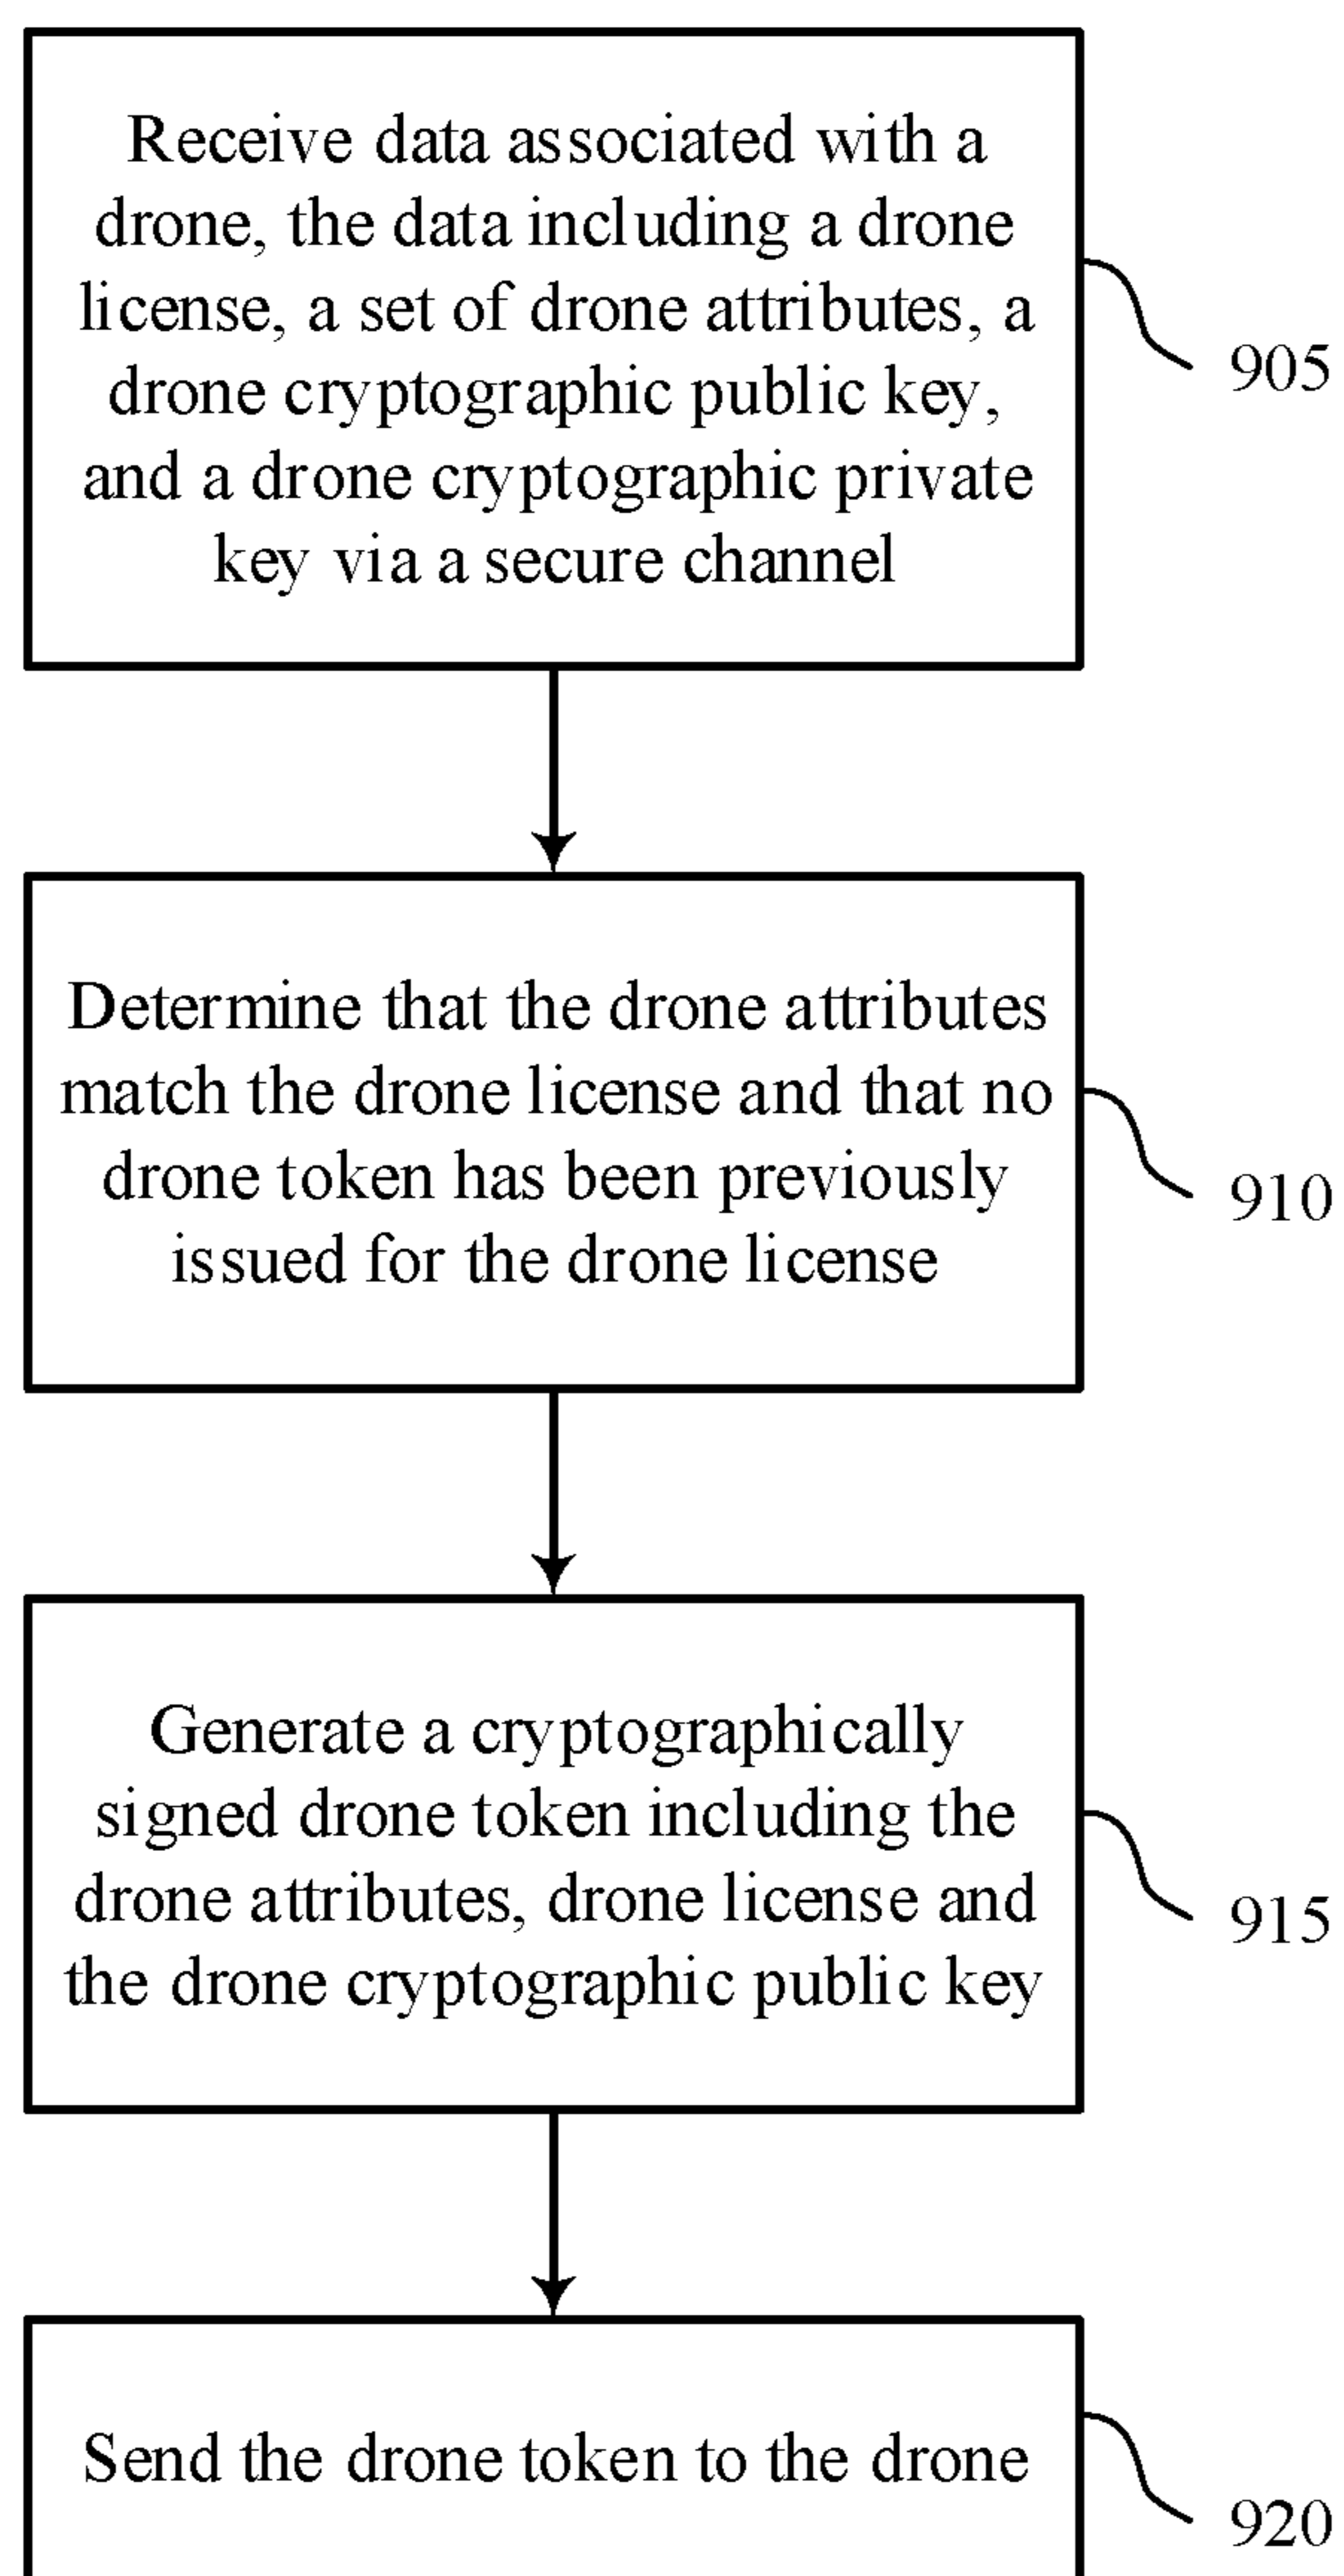 Receive data associated with a
drone, the data including a drone
license, a set of drone attributes, a
drone cryptographic public key,
and a drone cryptographic private
key via a secure channel
905
Determine that the drone attributes
match the drone license and that no
drone token has been previously
issued for the drone license
910
Generate a cryptographically
signed drone token including the
drone attributes, drone license and
the drone cryptographic public key
915
Send the drone token to the drone
920